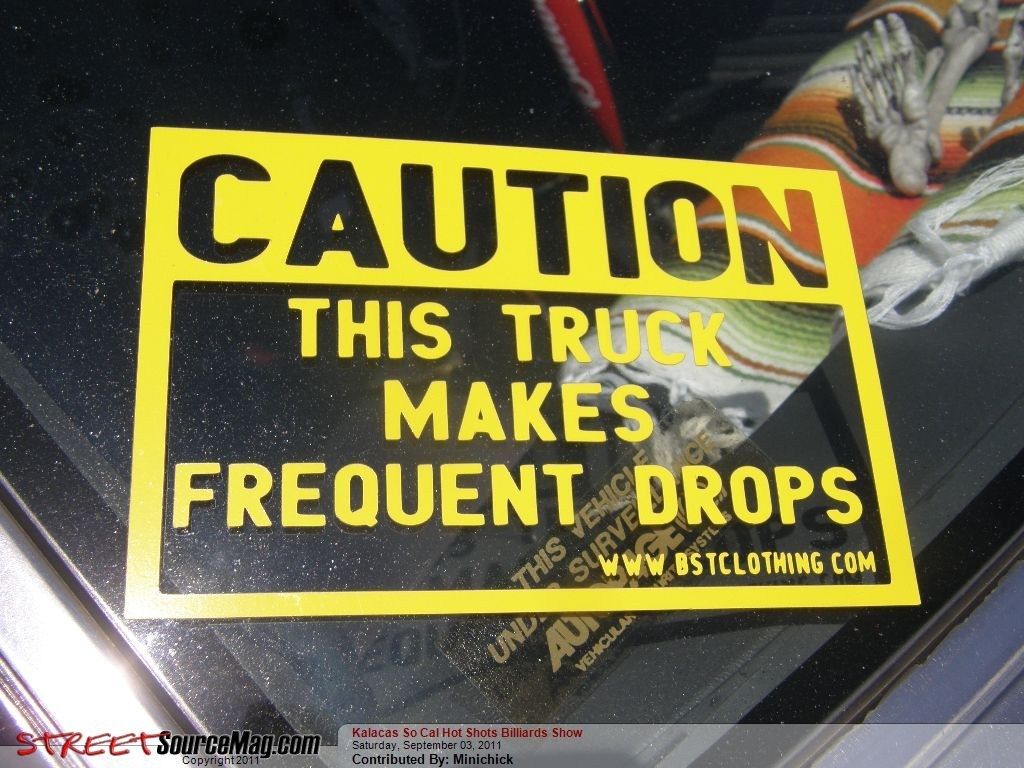 CAUTION
THIS TRUCK
MAKES
FREQUENT DROPS
WWW.BSTCLOTHING.COM
THIS VEHICLE
UNDER SURVEILLANCE
VEHICULAR
STREETSourceMag.com
Copyright 2011
Kalacas So Cal Hot Shots Billiards Show
Saturday, September 03, 2011
Contributed By: Minichick